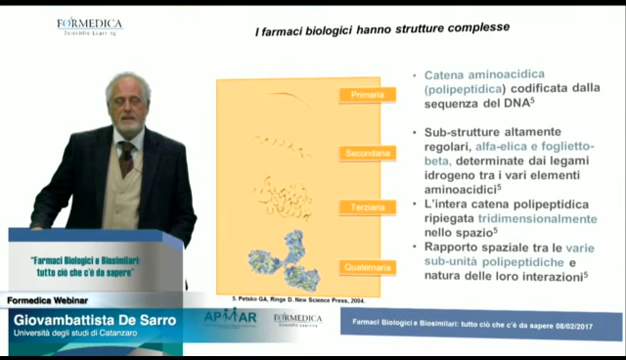 FORMEDICA
Scientific Learning
I farmaci biologici hanno strutture complesse
Primaria
Secondaria
Terziaria
Quaternaria
• Catena aminoacidica
(polipeptidica) codificata dalla
sequenza del DNA5
• Sub-strutture altamente
regolari, alfa-elica e foglietto-
beta, determinate dai legami
idrogeno tra i vari elementi
aminoacidici5
• L'intera catena polipeptidica
ripiegata tridimensionalmente
nello spazio5
• Rapporto spaziale tra le varie
sub-unità polipeptidiche e
natura delle loro interazioni5
5. Petsko GA, Ringe D. New Science Press, 2004.
"Farmaci Biologici e Biosimilari:
tutto ciò che c'è da sapere"
Formedica Webinar
Giovambattista De Sarro
Università degli studi di Catanzaro
APMAR
FORMEDICA
Scientific Learning
Farmaci Biologici e Biosimilari: tutto ciò che c'è da sapere 08/02/2017